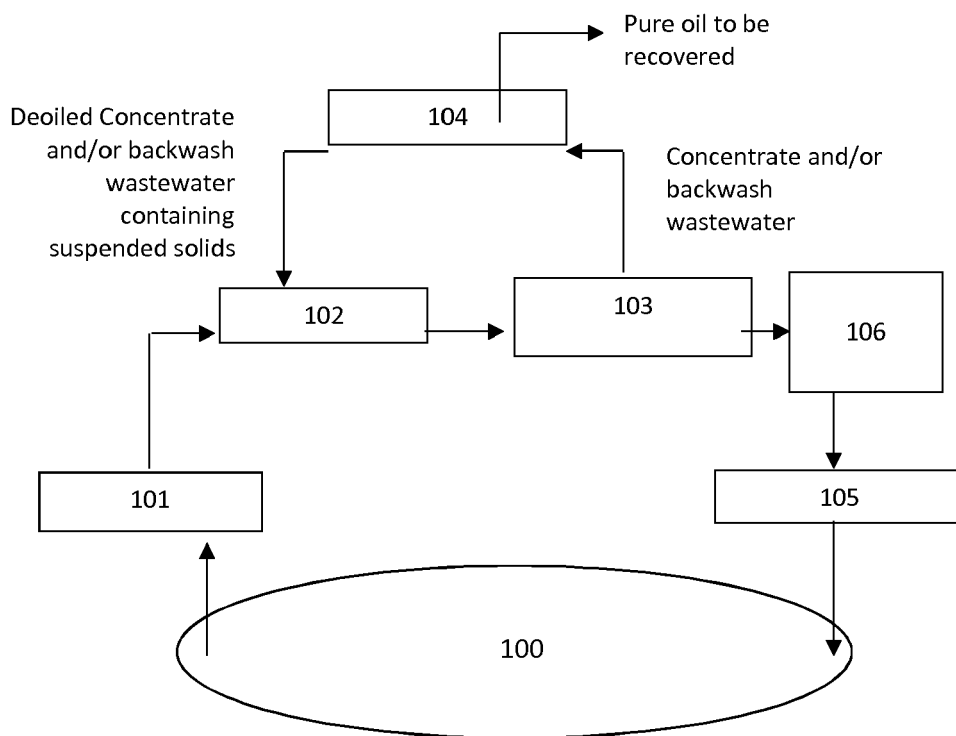 Pure oil to be
recovered
104
Deoiled Concentrate
and/or backwash
wastewater
containing
suspended solids
Concentrate and/or
backwash
wastewater
102
103
106
101
105
100